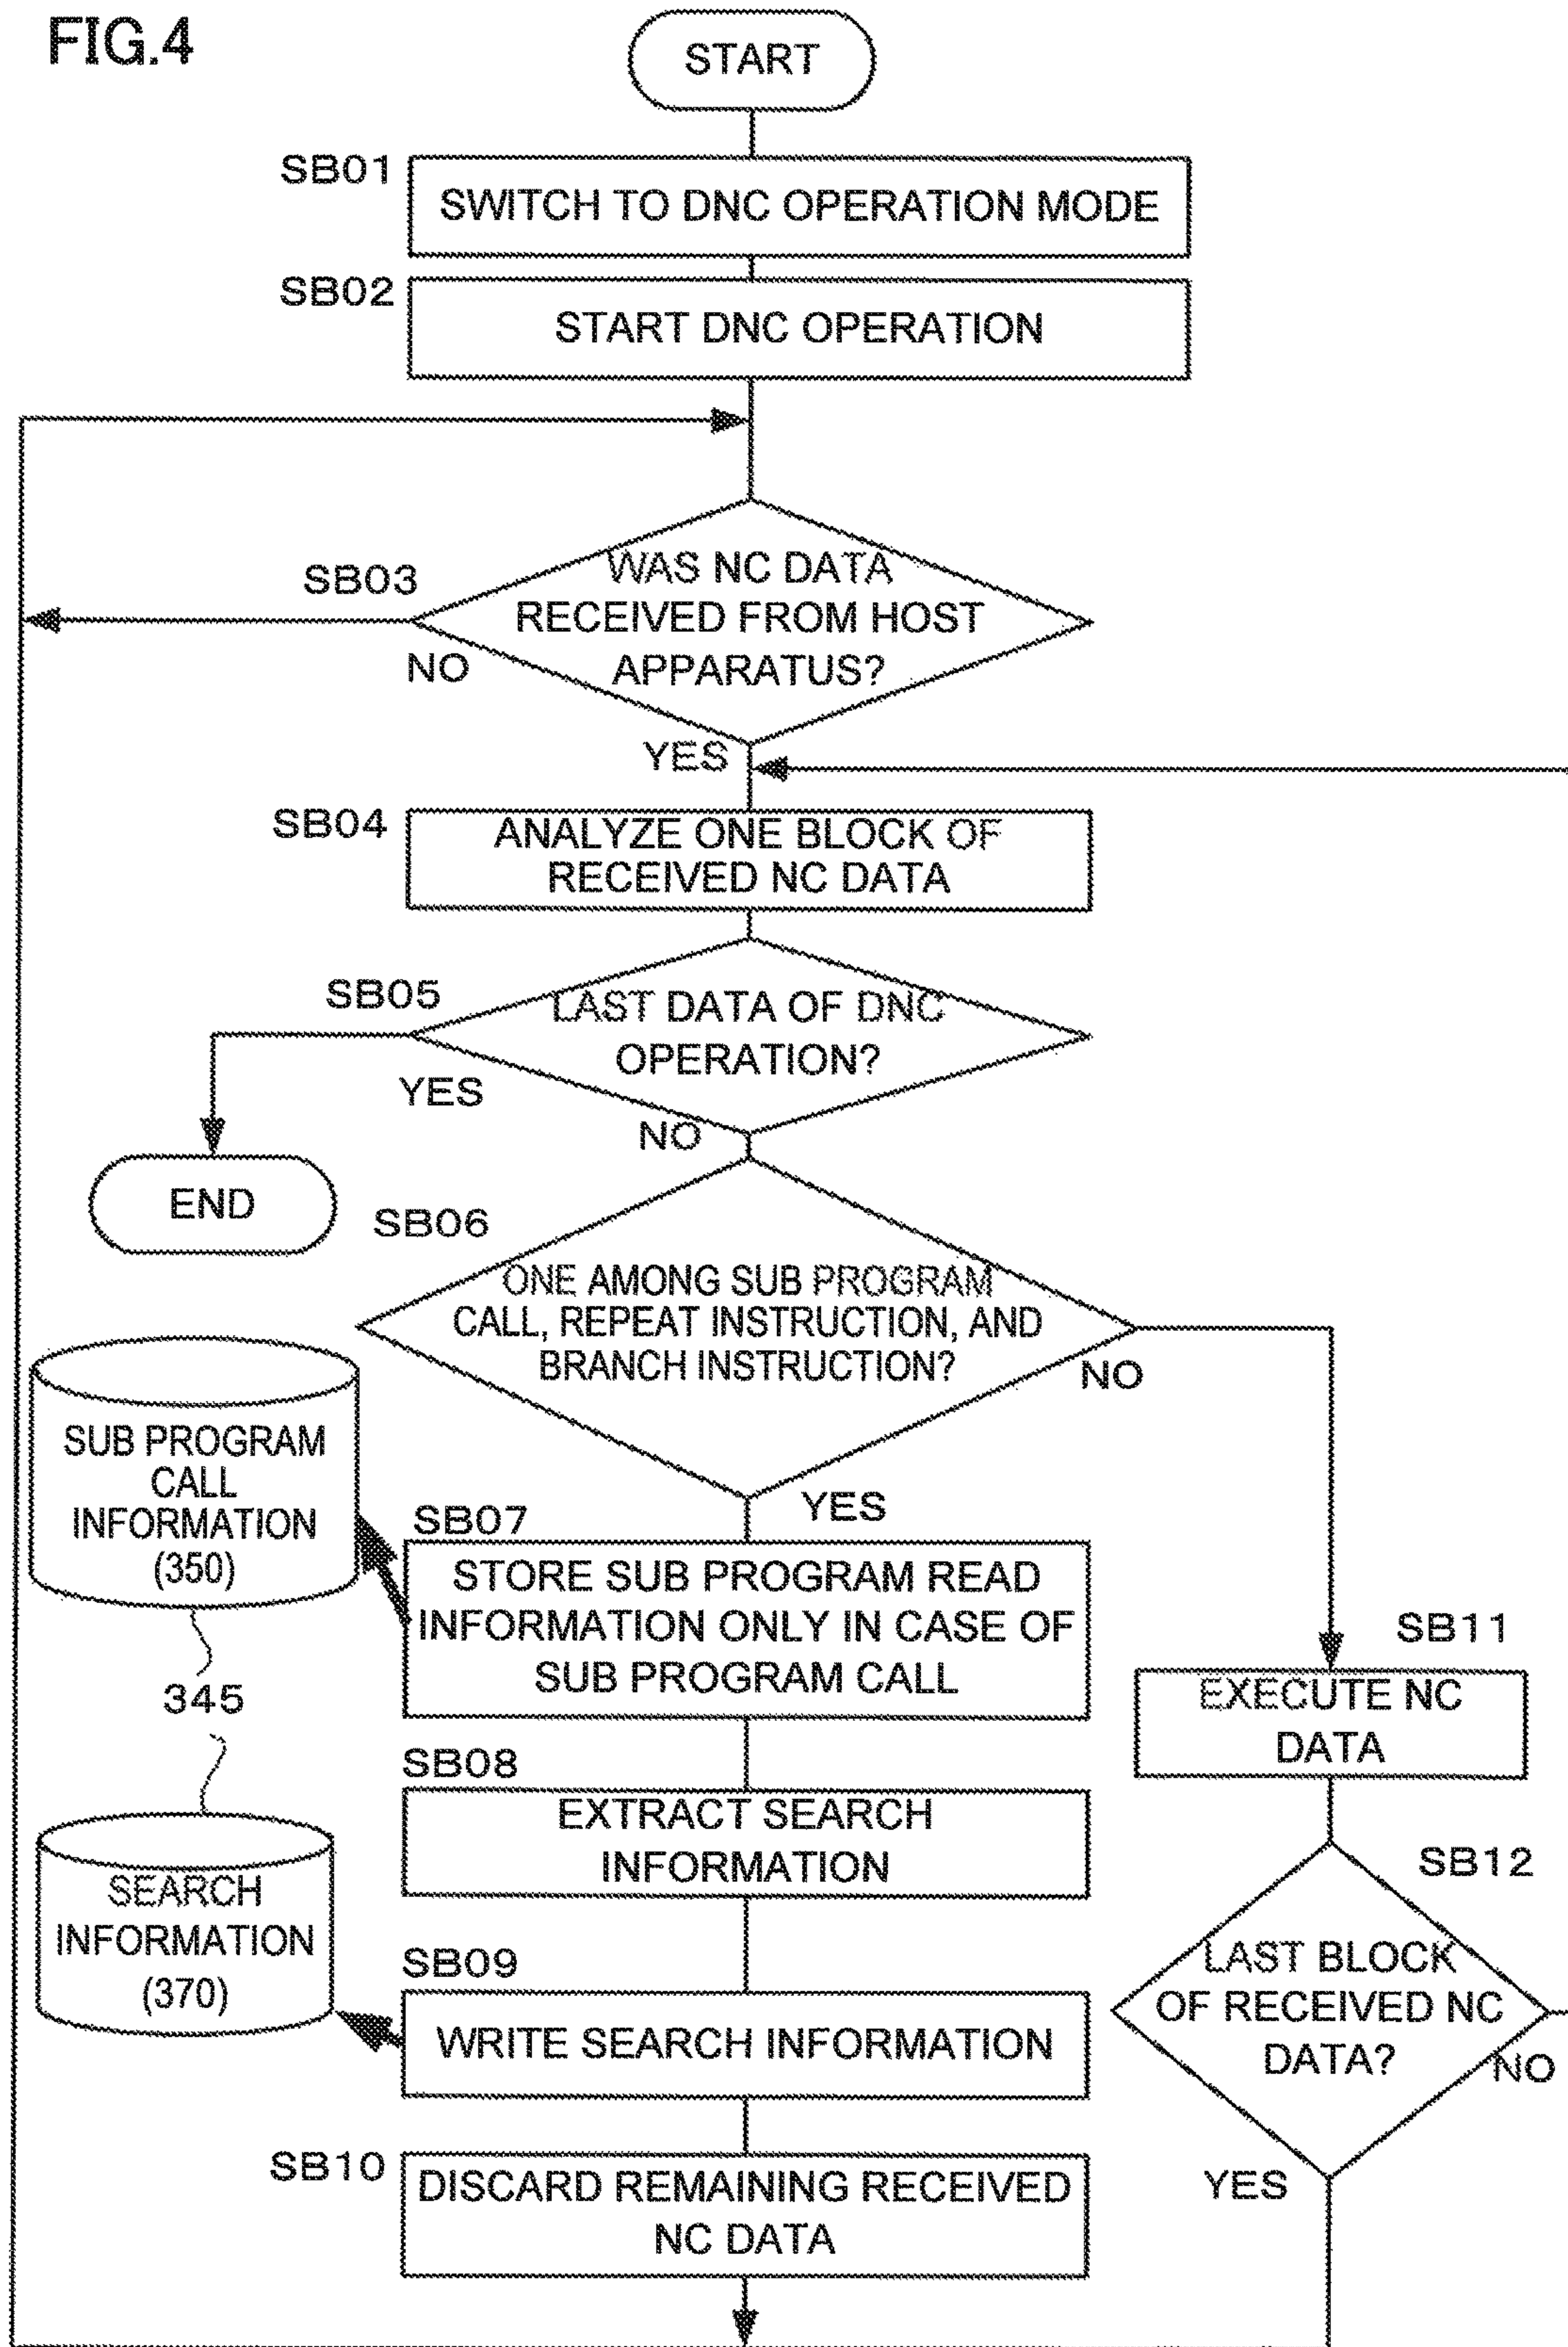 FIG.4
START
SB01
SWITCH TO DNC OPERATION MODE
SB02
START DNC OPERATION
SB03
WAS NC DATA
RECEIVED FROM HOST
APPARATUS?
NO
YES
SB04
ANALYZE ONE BLOCK OF
RECEIVED NC DATA
SB05
LAST DATA OF DNC
OPERATION?
YES
NO
END
SB06
ONE AMONG SUB PROGRAM
CALL, REPEAT INSTRUCTION, AND
BRANCH INSTRUCTION?
NO
YES
SUB PROGRAM
CALL
INFORMATION
(350)
SB07
STORE SUB PROGRAM READ
INFORMATION ONLY IN CASE OF
SUB PROGRAM CALL
345
SB11
EXECUTE NC
DATA
SB08
EXTRACT SEARCH
INFORMATION
SB12
LAST BLOCK
OF RECEIVED NC
DATA?
NO
YES
SEARCH
INFORMATION
(370)
SB09
WRITE SEARCH INFORMATION
SB10
DISCARD REMAINING RECEIVED
NC DATA